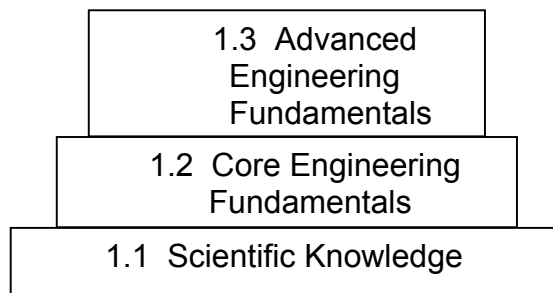 1.3 Advanced
Engineering
Fundamentals
1.2 Core Engineering
Fundamentals
1.1 Scientific Knowledge